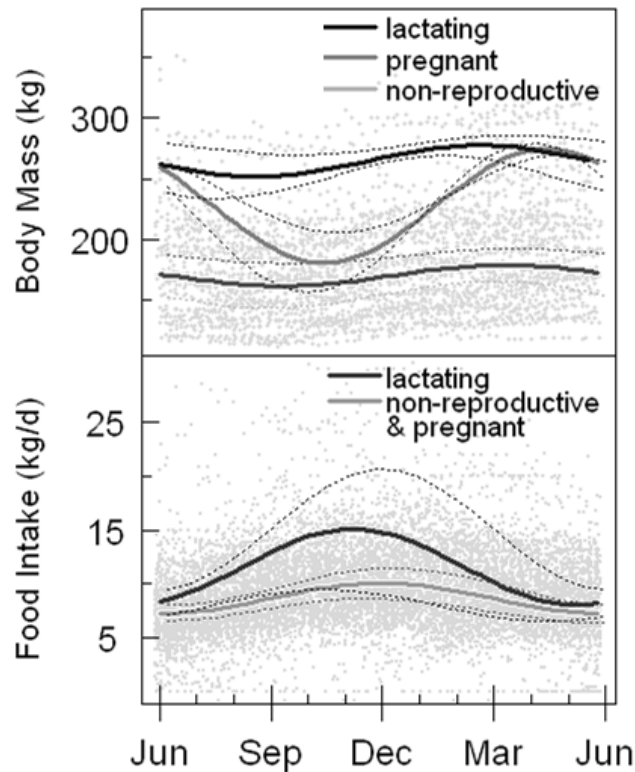 lactating
pregnant
non-reproductive
Body Mass (kg)
300
200
lactating
non-reproductive
& pregnant
Food Intake (kg/d)
25
15
5
Jun Sep Dec Mar Jun